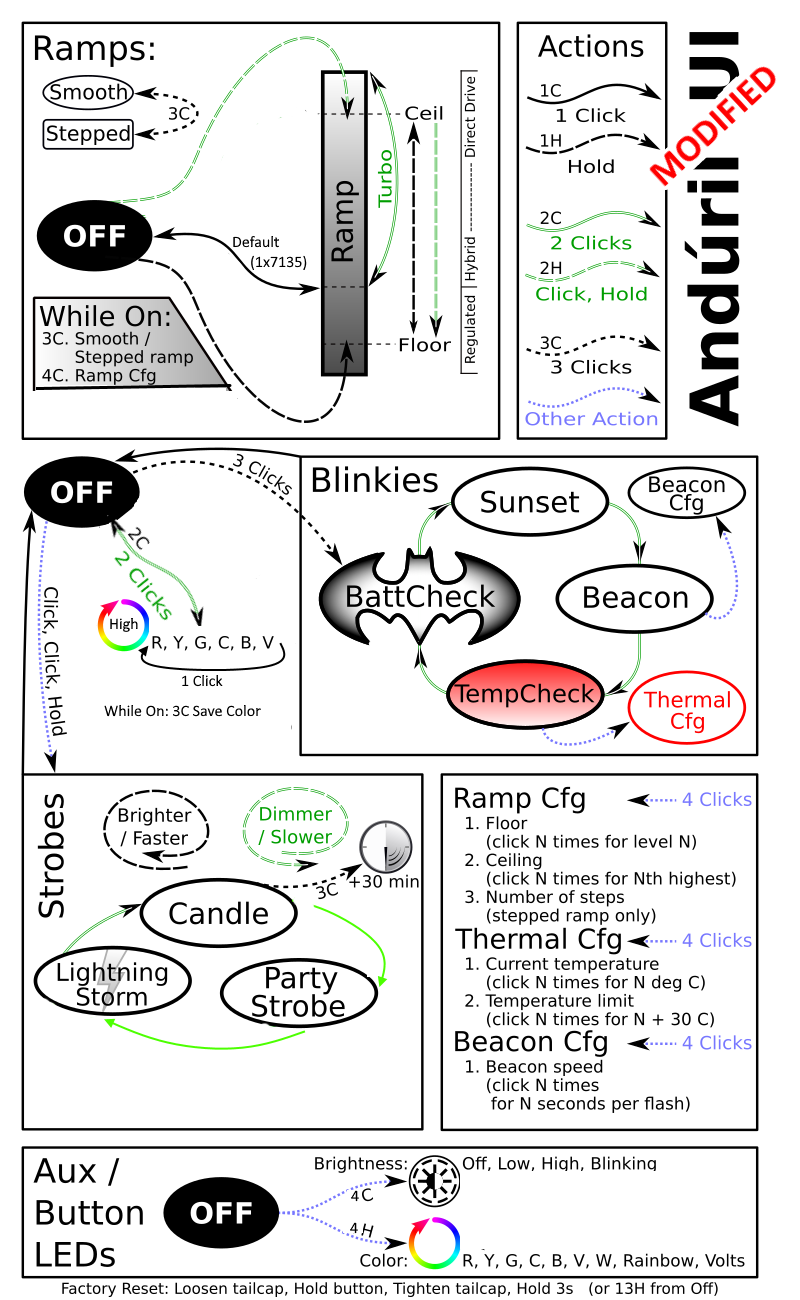 Ramps:
Smooth
3C
Stepped
OFF
Default
(1x7135)
While On:
3C. Smooth /
Stepped ramp
4C. Ramp Cfg
Ramp
Turbo
Ceil
Floor
Regulated
Hybrid
Direct Drive
Actions
1C
1 Click
1H
Hold
2C
2 Clicks
2H
Click, Hold
3C
3 Clicks
Other Action
Andúril UI
MODIFIED
OFF
3 Clicks
2C
2 Clicks
Click, Click, Hold
High
R, Y, G, C, B, V
1 Click
While On: 3C Save Color
Blinkies
Sunset
Beacon
Cfg
BattCheck
Beacon
TempCheck
Thermal
Cfg
Strobes
Brighter
/ Faster
Dimmer
/ Slower
3C
+30 min
Candle
Lightning
Storm
Party
Strobe
Ramp Cfg
4 Clicks
1. Floor
(click N times for level N)
2. Ceiling
(click N times for Nth highest)
3. Number of steps
(stepped ramp only)
Thermal Cfg
4 Clicks
1. Current temperature
(click N times for N deg C)
2. Temperature limit
(click N times for N + 30 C)
Beacon Cfg
4 Clicks
1. Beacon speed
(click N times
for N seconds per flash)
Aux /
Button
LEDs
OFF
4C
4H
Brightness:
Off, Low, High, Blinking
Color:
R, Y, G, C, B, V, W, Rainbow, Volts
Factory Reset: Loosen tailcap, Hold button, Tighten tailcap, Hold 3s (or 13H from Off)